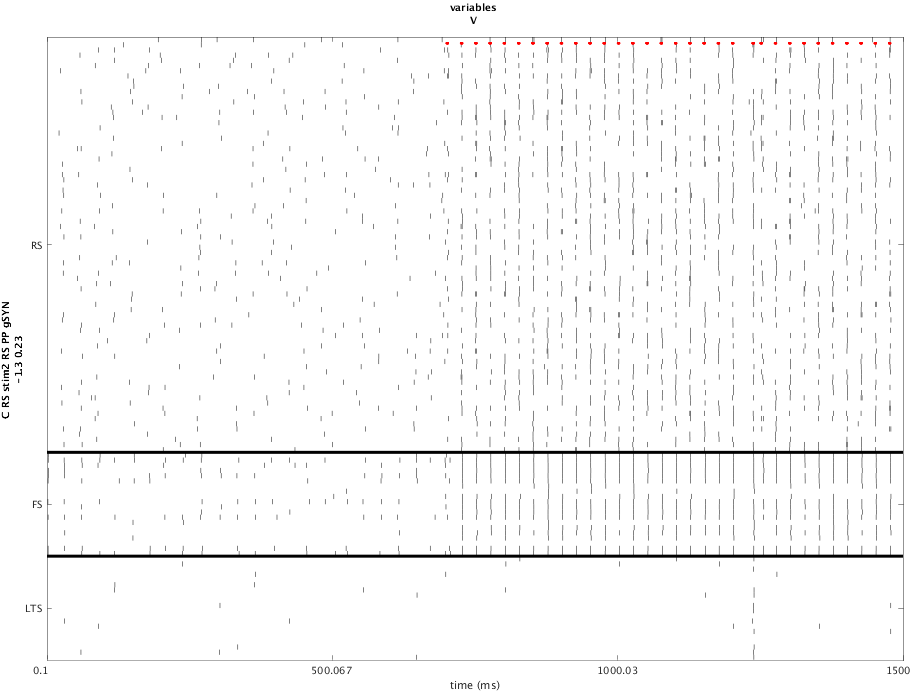 variables
V
C RS stim2 RS PP gSYN
-1.3 0.23
RS
FS
LTS
0.1
500.067
1000.03
1500
time (ms)